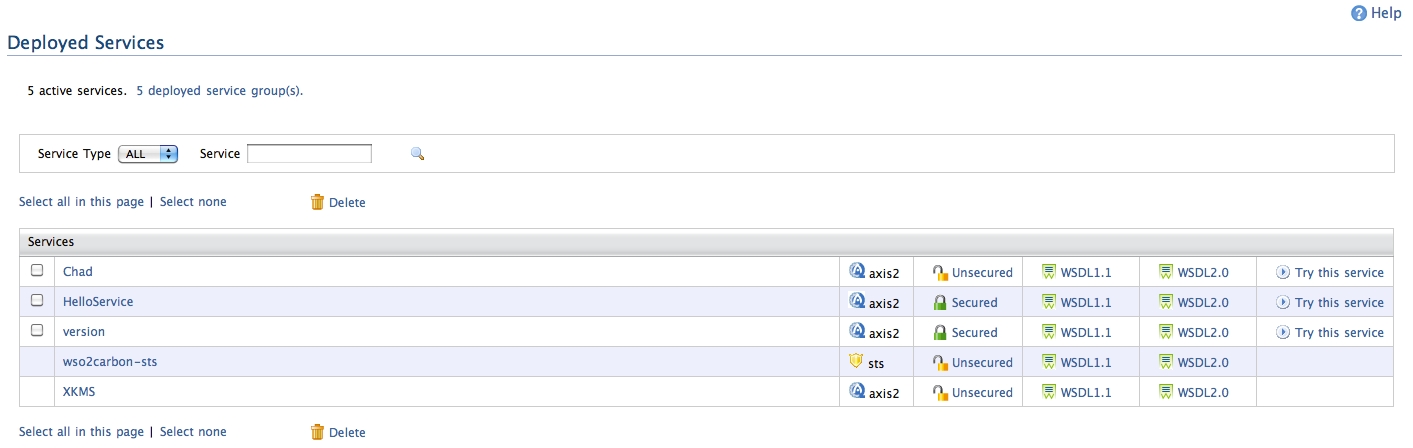 Help
Deployed Services
5 active services. 5 deployed service group(s).
Service Type ALL Service
Select all in this page | Select none Delete
Services
Chad axis2 Unsecured WSDL1.1 WSDL2.0 Try this service
HelloService axis2 Secured WSDL1.1 WSDL2.0 Try this service
version axis2 Secured WSDL1.1 WSDL2.0 Try this service
wso2carbon-sts sts Unsecured WSDL1.1 WSDL2.0
XKMS axis2 Unsecured WSDL1.1 WSDL2.0
Select all in this page | Select none Delete